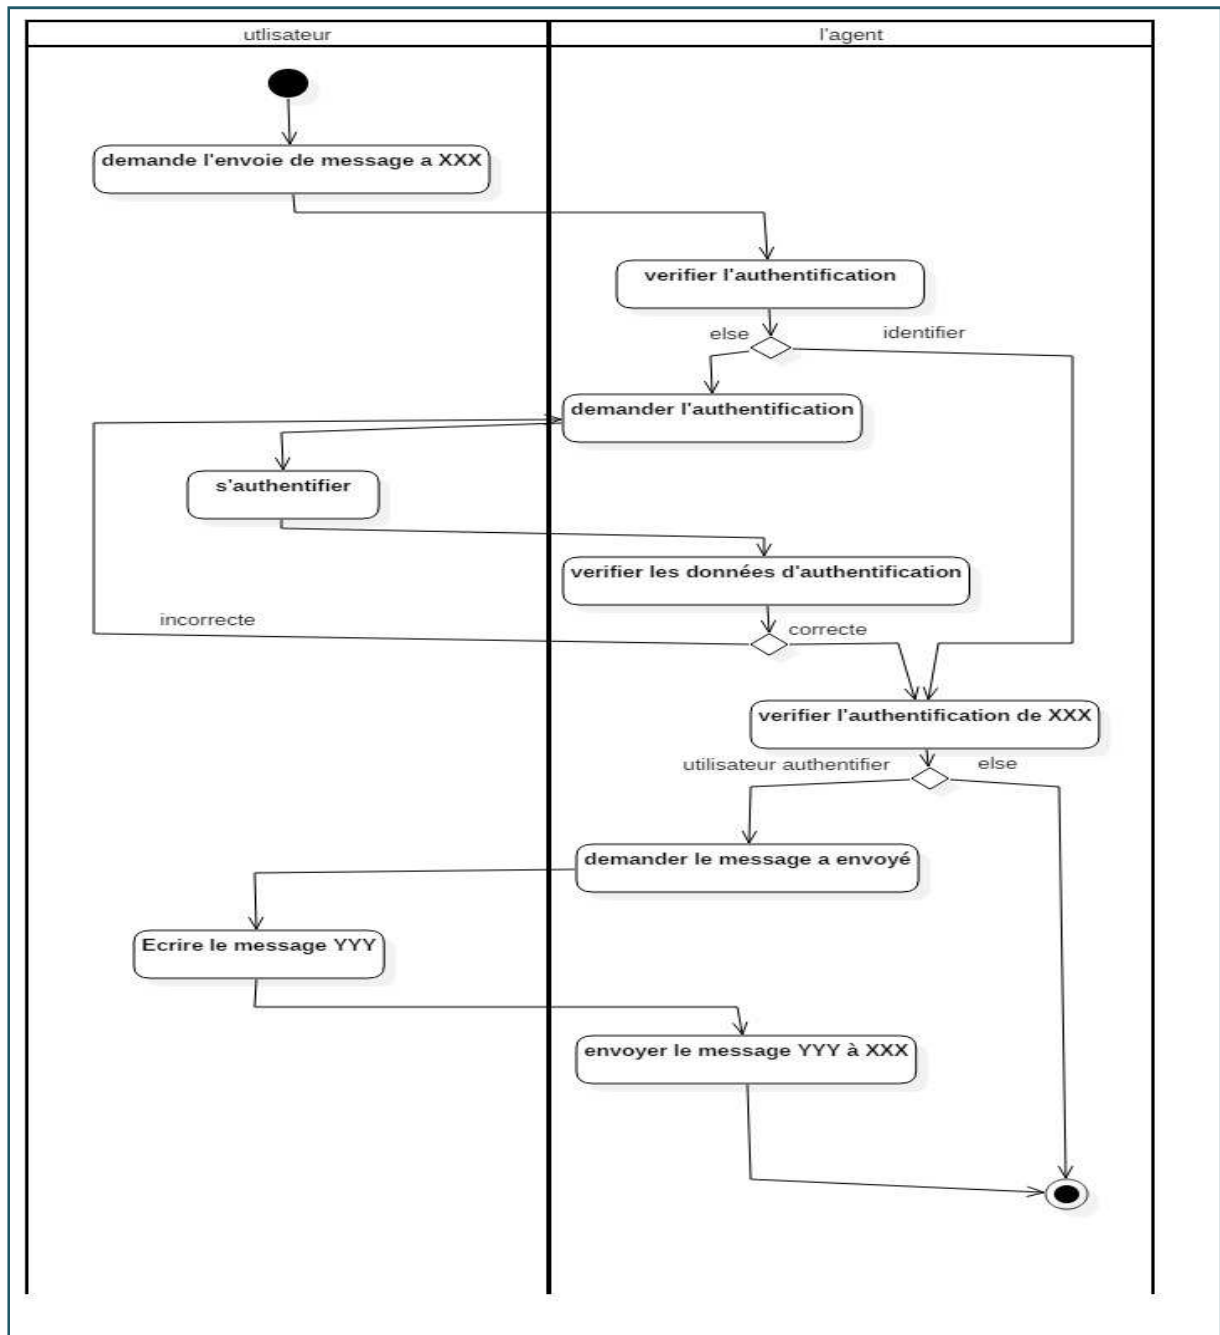 utlisateur
l'agent
demande l'envoie de message a XXX
verifier l'authentification
else
identifier
demander l'authentification
s'authentifier
verifier les données d'authentification
incorrecte
correcte
verifier l'authentification de XXX
utilisateur authentifier
else
demander le message a envoyé
Ecrire le message YYY
envoyer le message YYY à XXX